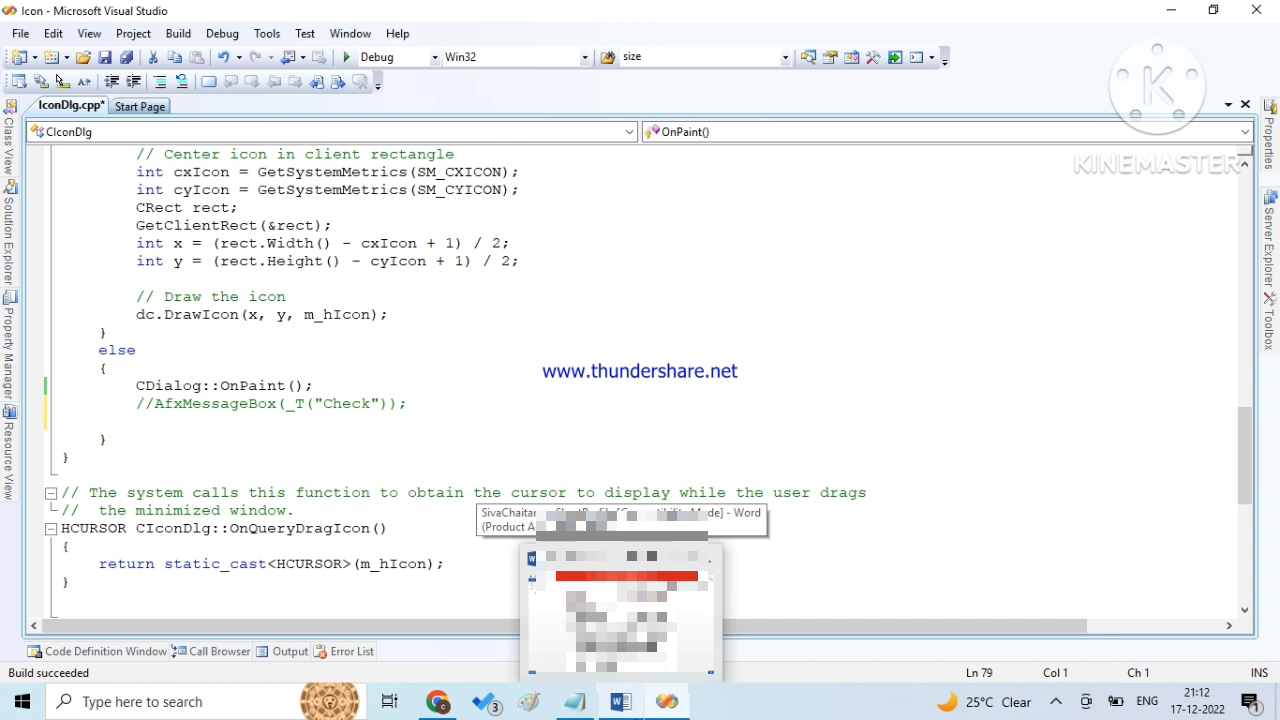 Icon - Microsoft Visual Studio
File Edit View Project Build Debug Tools Test Window Help
Debug Win32 size
IconDlg.cpp* Start Page
CIconDlg OnPaint()
// Center icon in client rectangle
int cxIcon = GetSystemMetrics(SM_CXICON);
int cyIcon = GetSystemMetrics(SM_CYICON);
CRect rect;
GetClientRect(&rect);
int x = (rect.Width() - cxIcon + 1) / 2;
int y = (rect.Height() - cyIcon + 1) / 2;
// Draw the icon
dc.DrawIcon(x, y, m_hIcon);
}
else
{
CDialog::OnPaint();
//AfxMessageBox(_T("Check"));
}
}
// The system calls this function to obtain the cursor to display while the user drags
//  the minimized window.
HCURSOR CIconDlg::OnQueryDragIcon()
{
return static_cast<HCURSOR>(m_hIcon);
}
www.thundershare.net
K
KINEMASTER
Class View
Solution Explorer
Property Manager
Resource View
Properties
Server Explorer
Toolbox
- Word
(Product
Code Definition Window Call Browser Output Error List
Build succeeded Ln 79 Col 1 Ch 1 INS
Type here to search
3
25°C Clear
ENG
21:12
17-12-2022
1